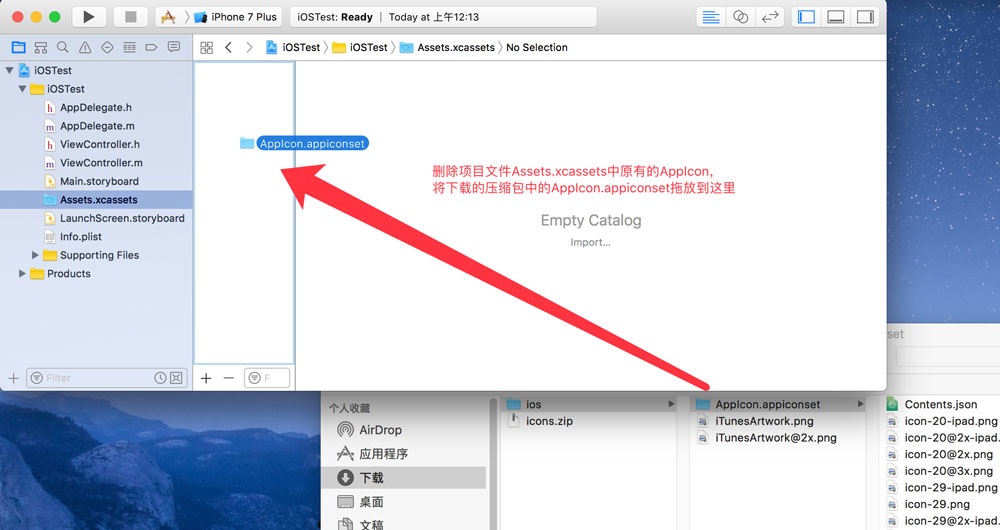 iPhone 7 Plus
iOSTest: Ready | Today at 上午12:13
iOSTest
iOSTest
Assets.xcassets
No Selection
iOSTest
iOSTest
AppDelegate.h
AppDelegate.m
ViewController.h
ViewController.m
Main.storyboard
Assets.xcassets
LaunchScreen.storyboard
Info.plist
Supporting Files
Products
Filter
AppIcon.appiconset
F
删除项目文件Assets.xcassets中原有的AppIcon,
将下载的压缩包中的AppIcon.appiconset拖放到这里
Empty Catalog
Import...
set
个人收藏
AirDrop
应用程序
下载
桌面
文稿
ios
icons.zip
AppIcon.appiconset
iTunesArtwork.png
iTunesArtwork@2x.png
Contents.json
icon-20-ipad.png
icon-20@2x-ipad.
icon-20@2x.png
icon-20@3x.png
icon-29-ipad.png
icon-29.png
icon-29@2x-ipad.